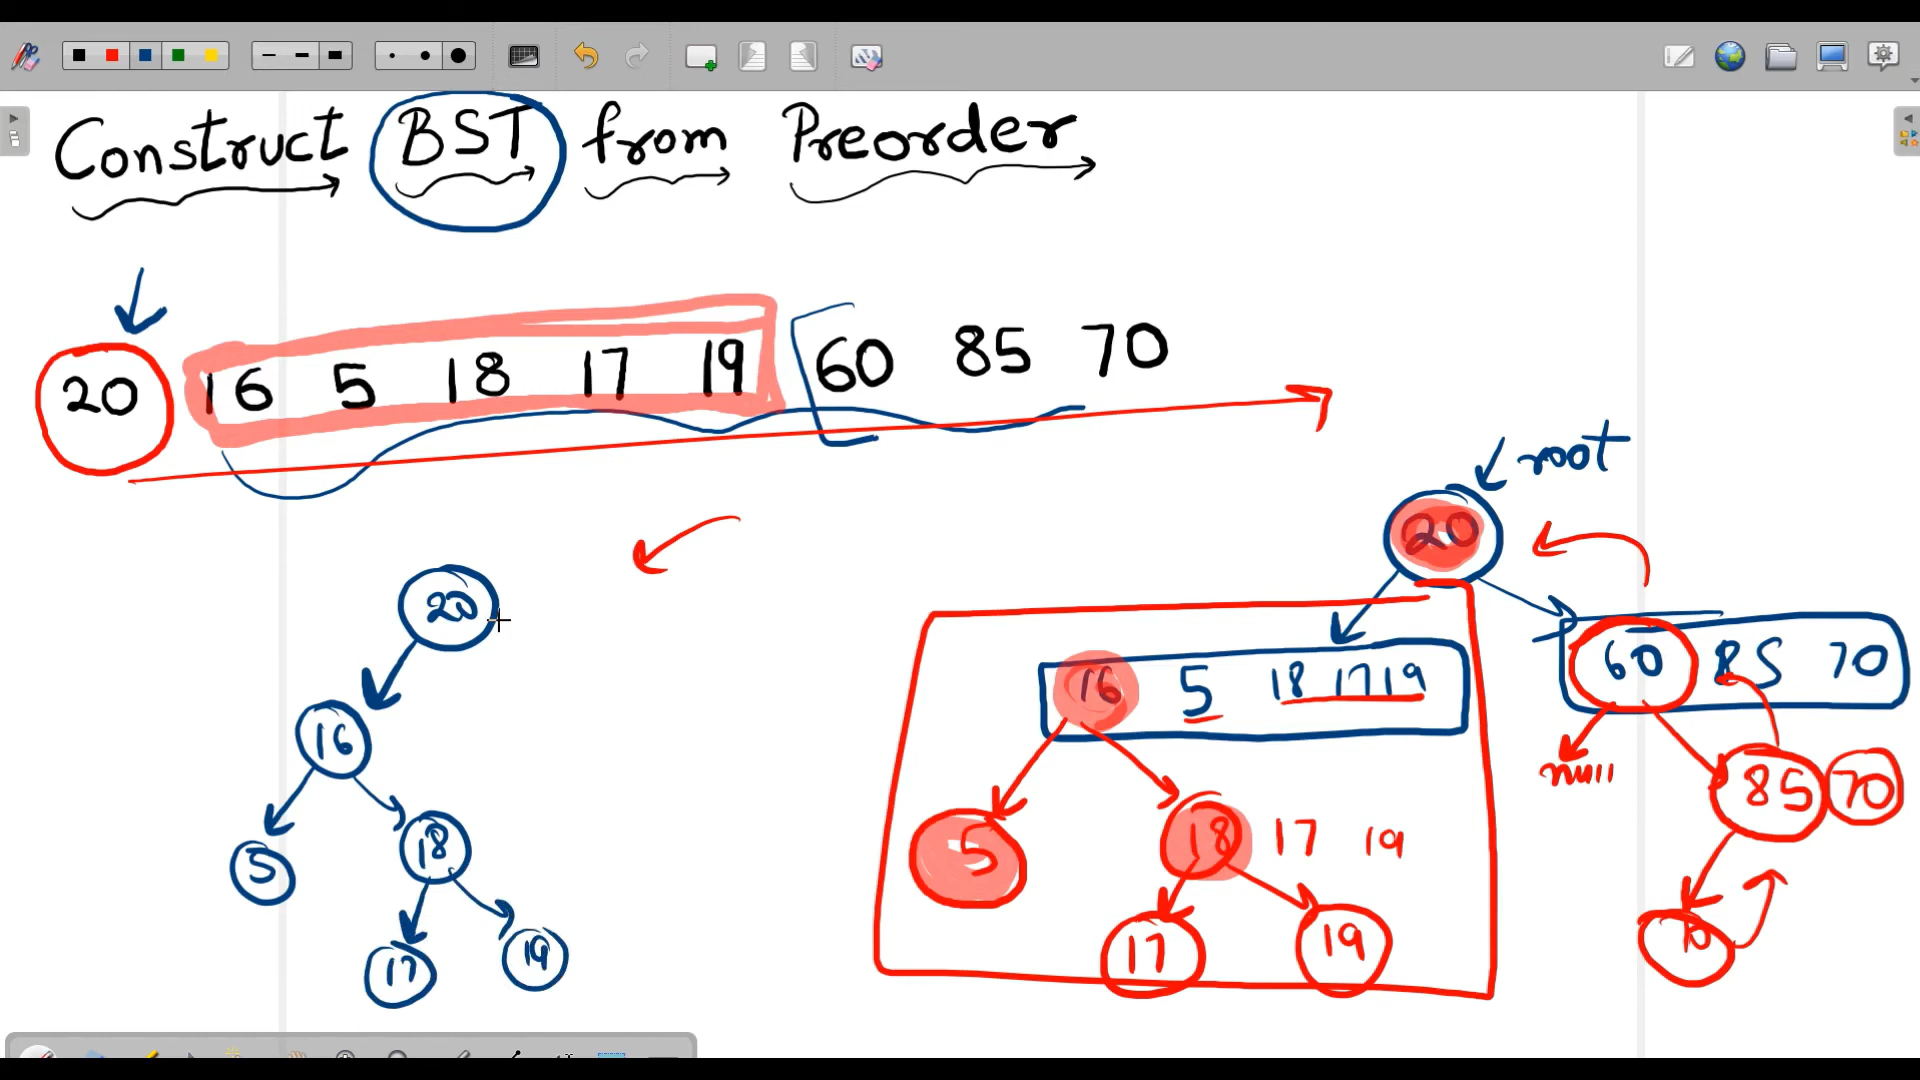 Construct BST from Preorder
20 16 5 18 17 19 60 85 70
root
20
20
16 5 18 17 19
60 85 70
16
null
85 70
5
18 17 19
18
5
17
19
17
19
70